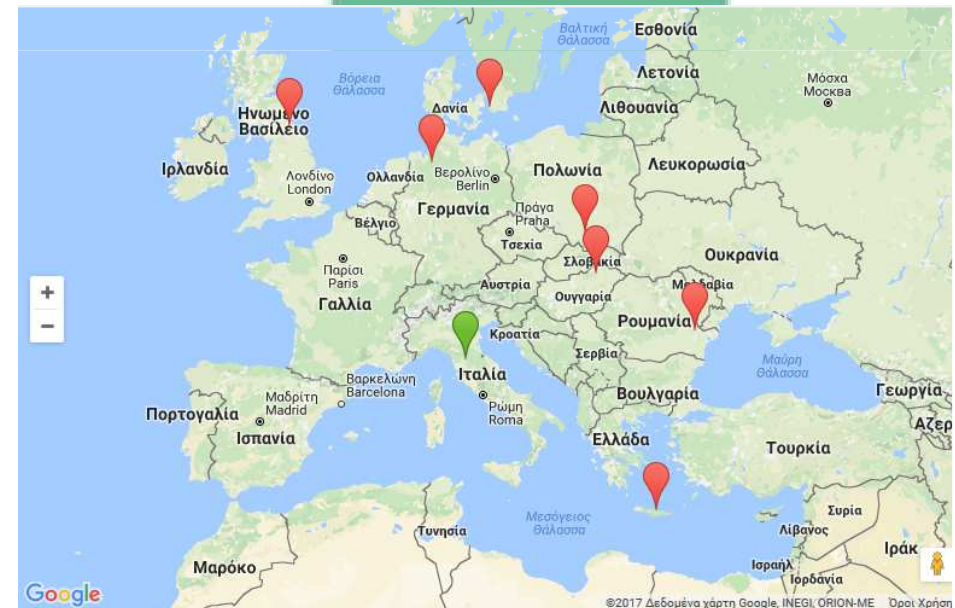 Βαλτική
Θάλασσα
Εσθονία
Λετονία
Μόσχα
Москва
Βόρεια
Θάλασσα
Δανία
Λιθουανία
Ηνωμένο
Βασίλειο
Ιρλανδία
Λονδίνο
London
Ολλανδία
Βερολίνο
Berlin
Πολωνία
Λευκορωσία
Γερμανία
Πράγα
Praha
Βέλγιο
Τσεχία
Σλοβακία
Ουκρανία
Παρίσι
Paris
Αυστρία
Ουγγαρία
Μολδαβία
+
−
Γαλλία
Ρουμανία
Κροατία
Σερβία
Μαύρη
Θάλασσα
Ιταλία
Βαρκελώνη
Barcelona
Βουλγαρία
Γεωργία
Μαδρίτη
Madrid
Ρώμη
Roma
Πορτογαλία
Ισπανία
Αζερ
Ελλάδα
Τουρκία
Μεσόγειος
Θάλασσα
Συρία
Τυνησία
Λίβανος
Ιράκ
Μαρόκο
Ισραήλ
Ιορδανία
Google
©2017 Δεδομένα χάρτη Google, INEGI, ORION-ME Όροι Χρήση